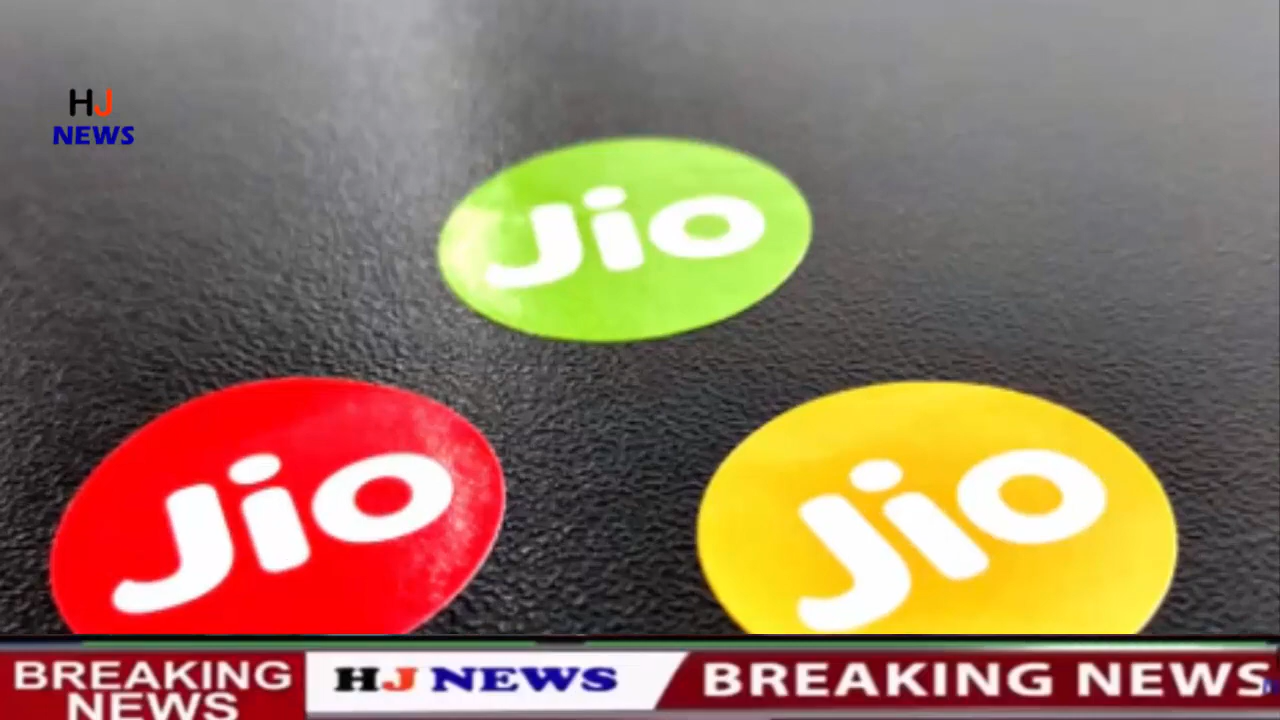 HJ
NEWS
Jio
Jio
Jio
BREAKING
NEWS
HJ NEWS
BREAKING NEWS